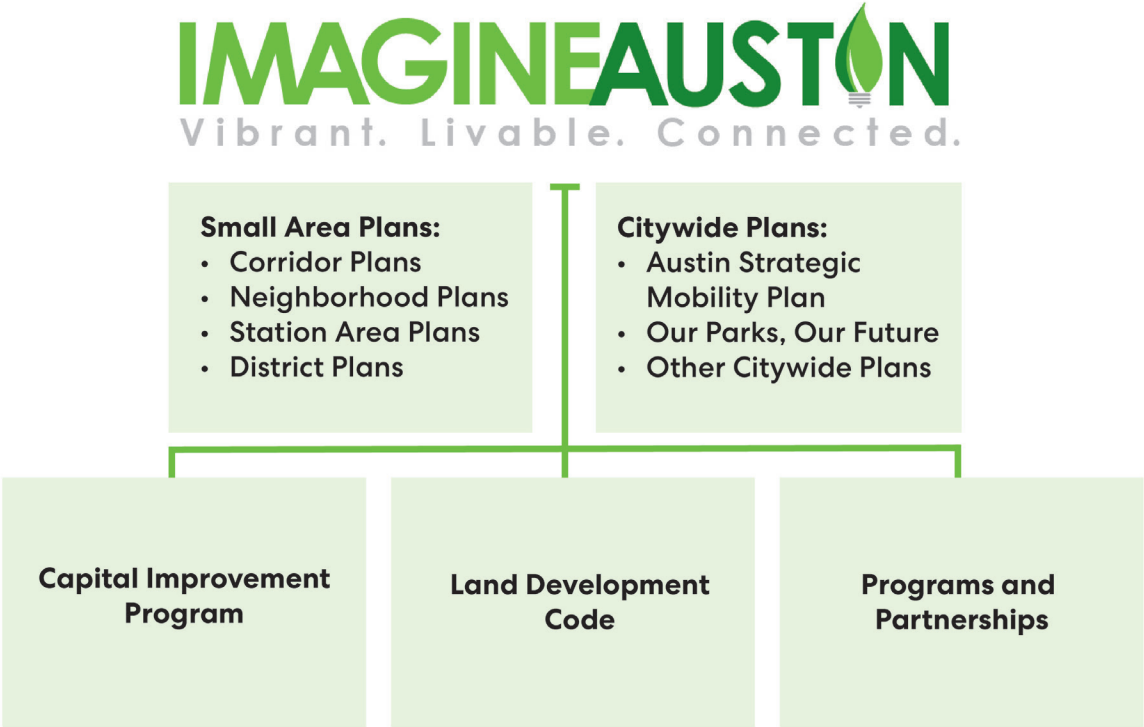 IMAGINEAUSTIN
Vibrant. Livable. Connected.
Small Area Plans:
• Corridor Plans
• Neighborhood Plans
• Station Area Plans
• District Plans
Citywide Plans:
• Austin Strategic
Mobility Plan
• Our Parks, Our Future
• Other Citywide Plans
Capital Improvement
Program
Land Development
Code
Programs and
Partnerships